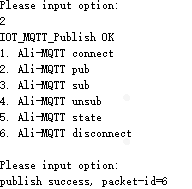 Please input option:
2
IOT_MQTT_Publish OK
1. Ali-MQTT connect
2. Ali-MQTT pub
3. Ali-MQTT sub
4. Ali-MQTT unsub
5. Ali-MQTT state
6. Ali-MQTT disconnect
Please input option:
publish success, packet-id=6